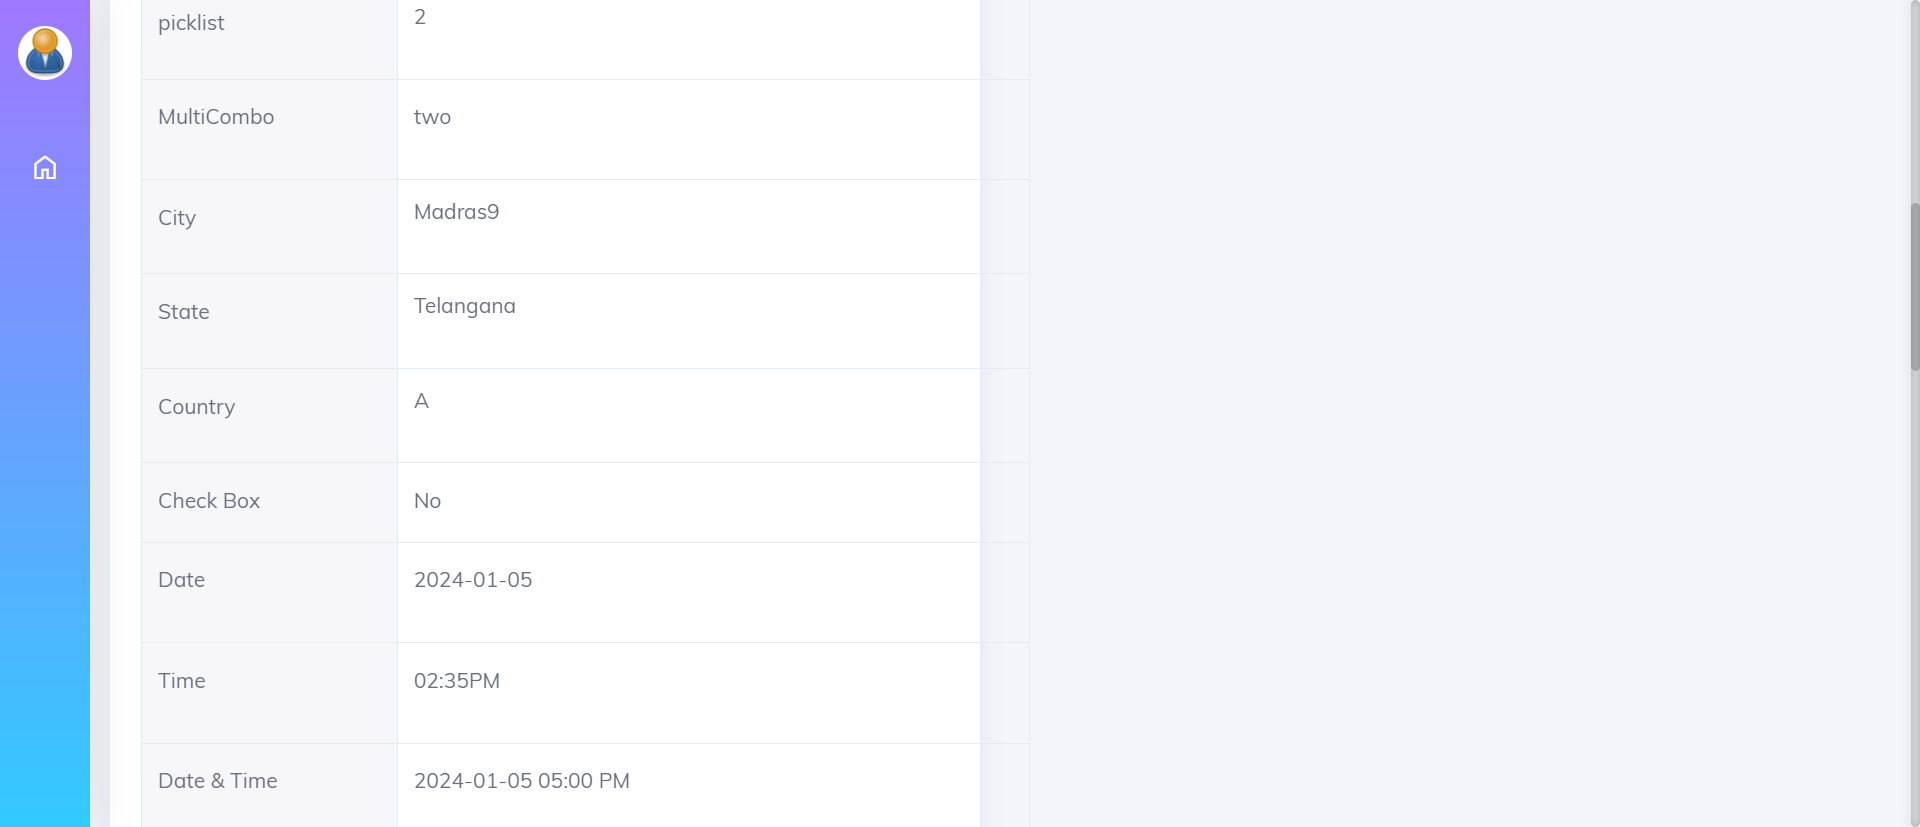 picklist 2
MultiCombo two
City Madras9
State Telangana
Country A
Check Box No
Date 2024-01-05
Time 02:35PM
Date & Time 2024-01-05 05:00 PM